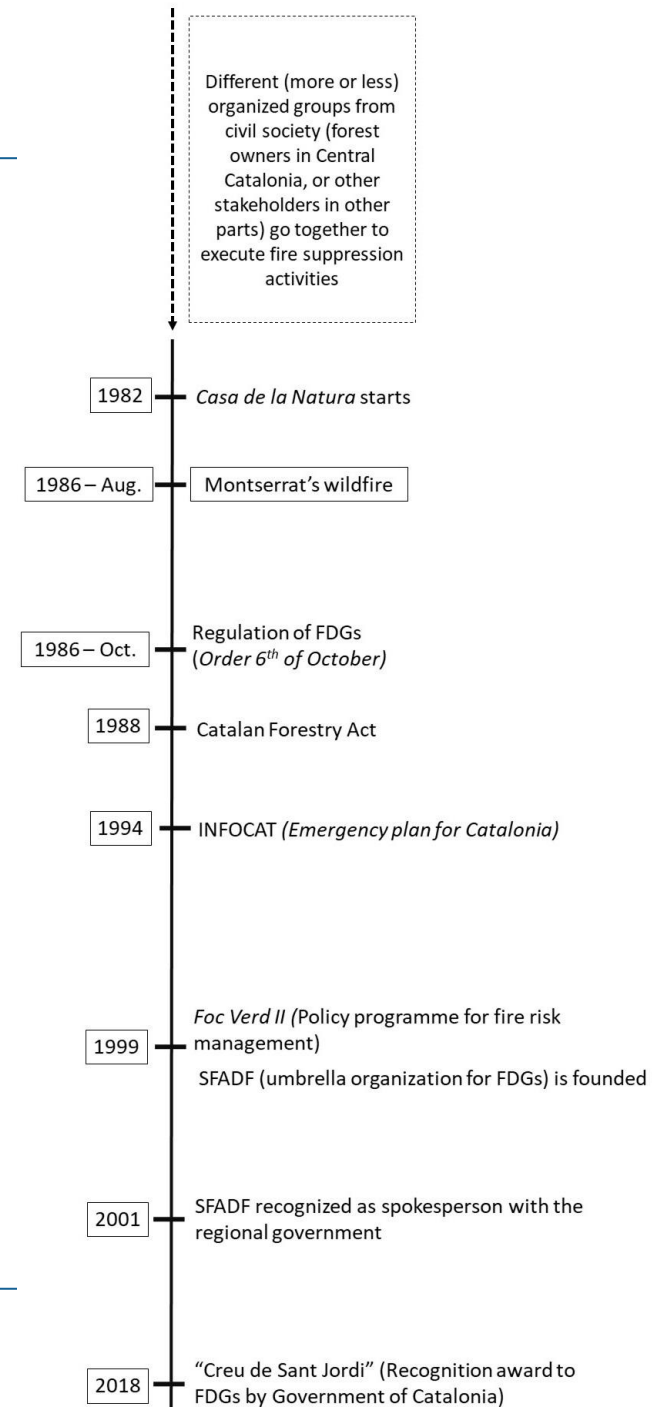 Different (more or less)
organized groups from
civil society (forest
owners in Central
Catalonia, or other
stakeholders in other
parts) go together to
execute fire suppression
activities
1982
Casa de la Natura starts
1986 – Aug.
Montserrat’s wildfire
1986 – Oct.
Regulation of FDGs
(Order 6th of October)
1988
Catalan Forestry Act
1994
INFOCAT (Emergency plan for Catalonia)
1999
Foc Verd II (Policy programme for fire risk
management)
SFADF (umbrella organization for FDGs) is founded
2001
SFADF recognized as spokesperson with the
regional government
2018
“Creu de Sant Jordi” (Recognition award to
FDGs by Government of Catalonia)